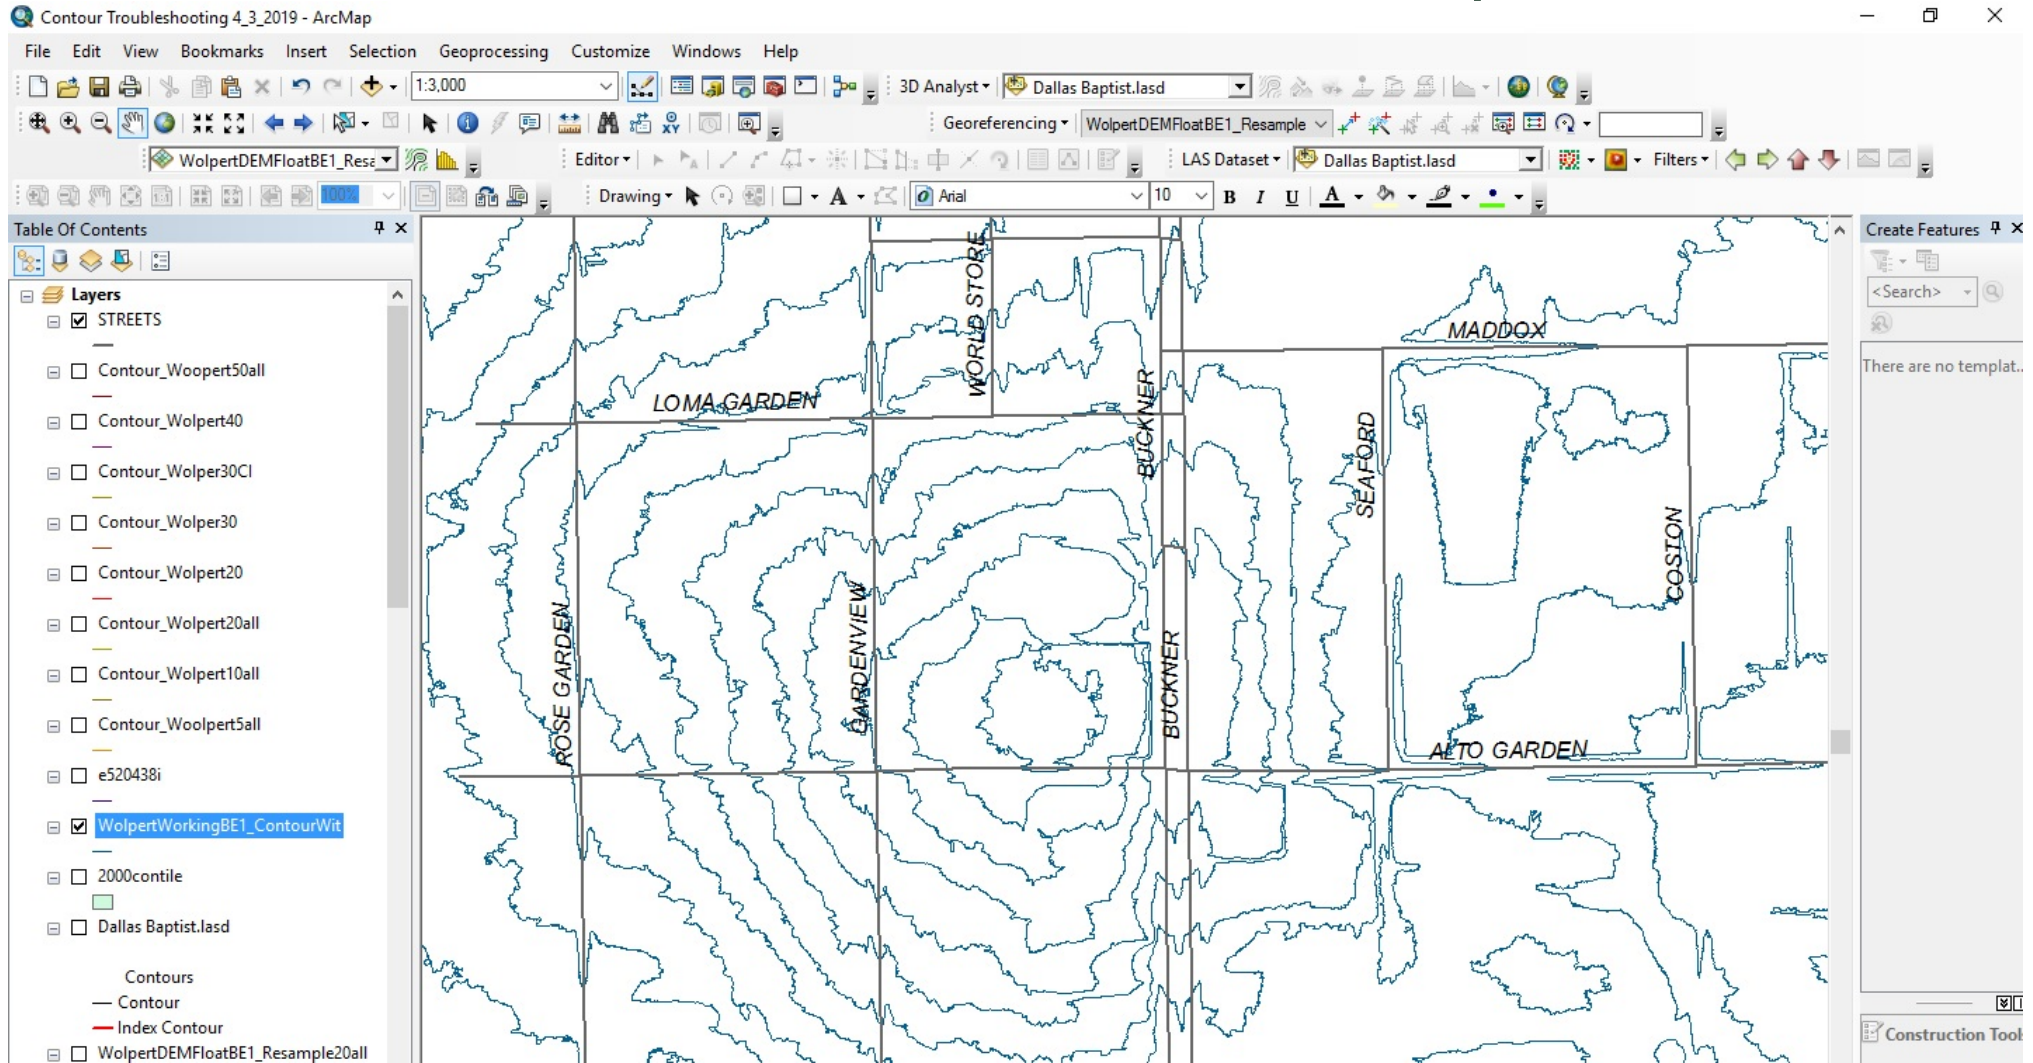 Contour Troubleshooting 4_3_2019 - ArcMap
File Edit View Bookmarks Insert Selection Geoprocessing Customize Windows Help
1:3,000 3D Analyst Dallas Baptist.lasd
Georeferencing WolpertDEMFloatBE1_Resample
WolpertDEMFloatBE1_Resa Editor LAS Dataset Dallas Baptist.lasd Filters
100% Drawing A Arial 10 B I U A
Table Of Contents
Layers
STREETS
Contour_Woopert50all
Contour_Wolpert40
Contour_Wolper30CI
Contour_Wolper30
Contour_Wolpert20
Contour_Wolpert20all
Contour_Wolpert10all
Contour_Woolpert5all
e520438i
WolpertWorkingBE1_ContourWit
2000contile
Dallas Baptist.lasd
Contours
Contour
Index Contour
WolpertDEMFloatBE1_Resample20all
WORLD STORE
MADDOX
LOMA GARDEN
BUCKNER
SEAFORD
COSTON
ROSE GARDEN
GARDENVIEW
BUCKNER
ALTO GARDEN
Create Features
<Search>
There are no templat..
Construction Tool